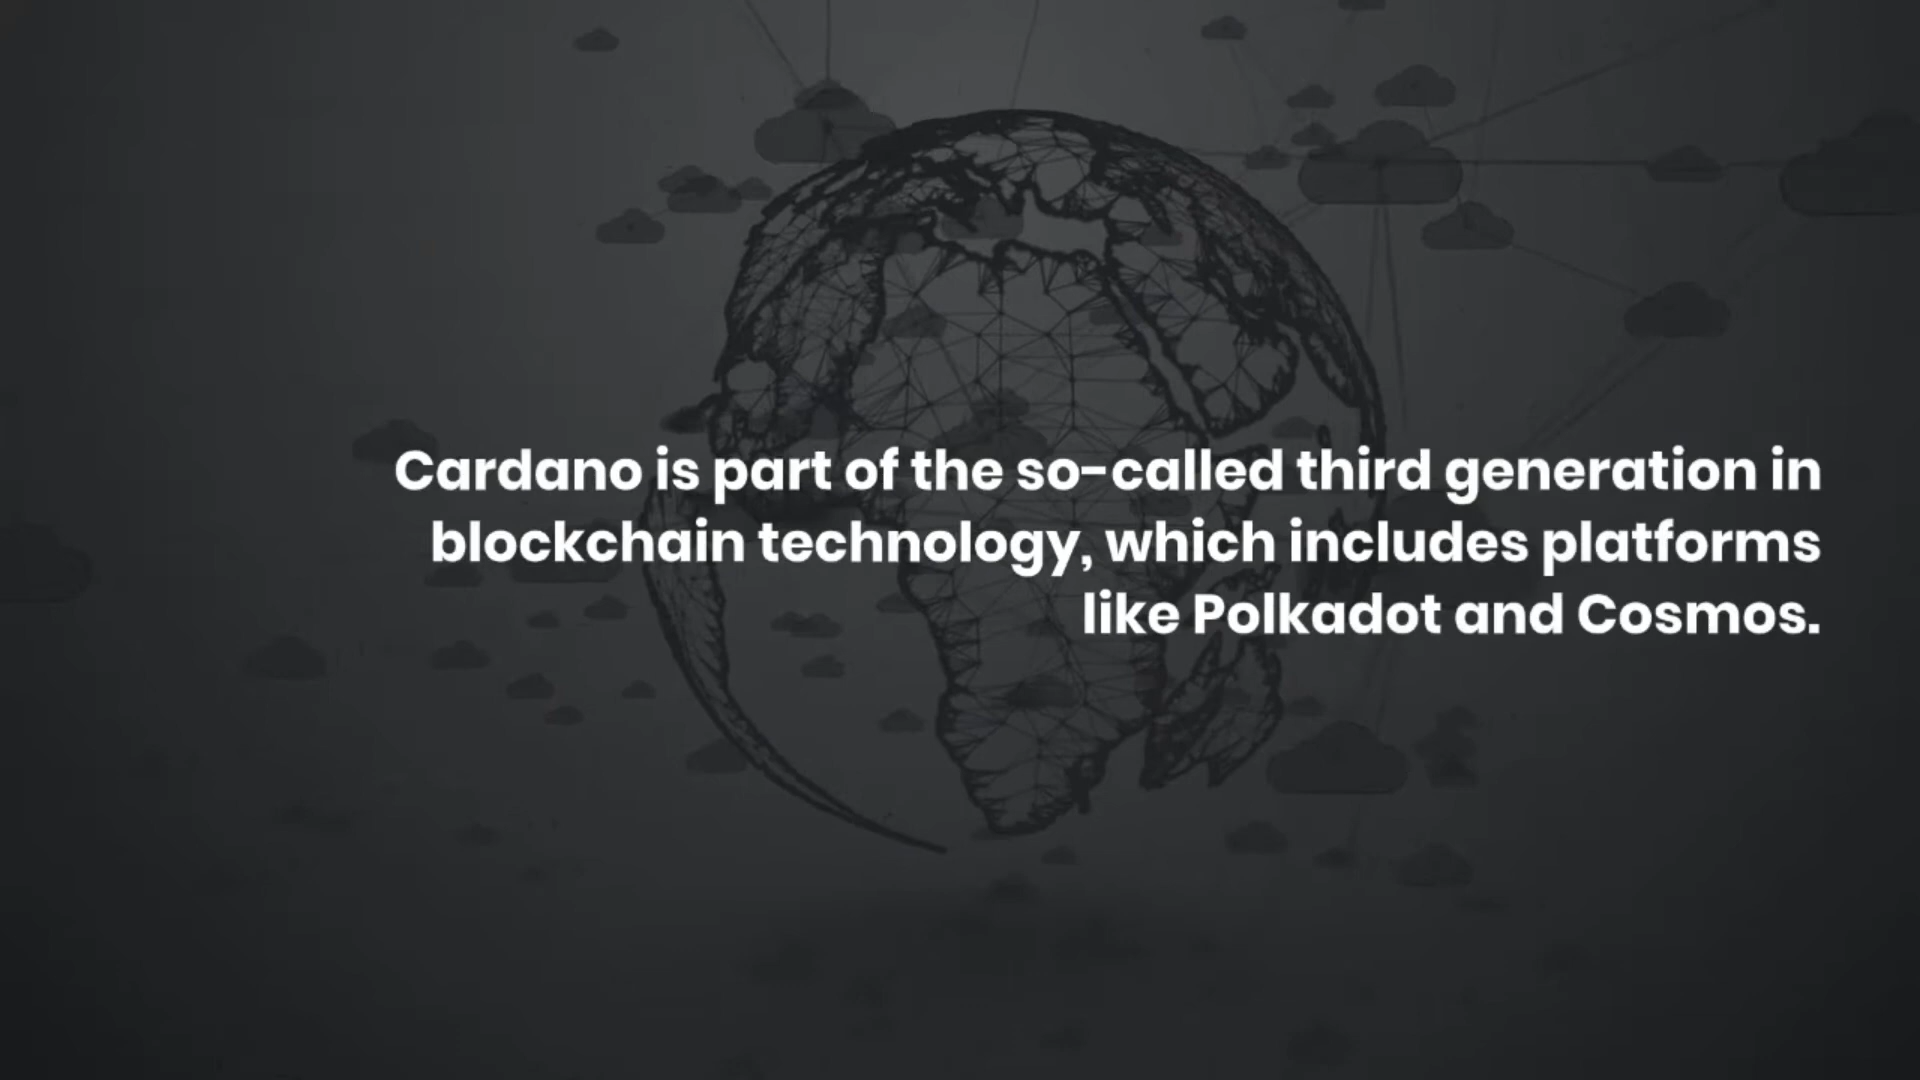 Cardano is part of the so-called third generation in
blockchain technology, which includes platforms
like Polkadot and Cosmos.